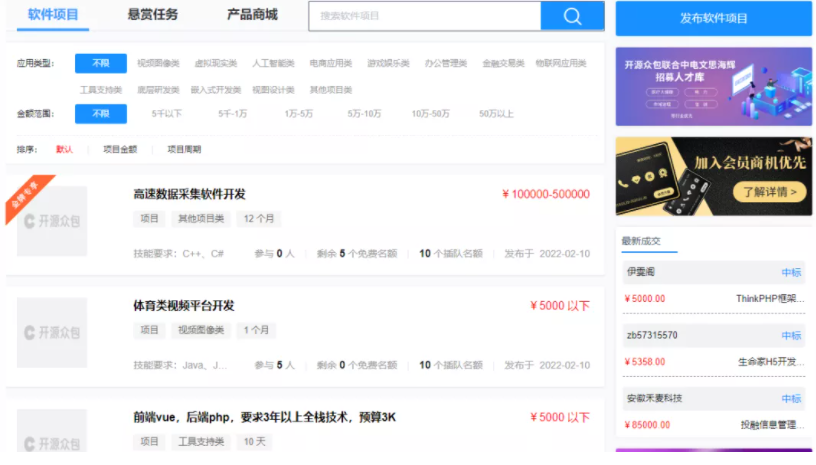 软件项目 悬赏任务 产品商城 搜索软件项目
发布软件项目
应用类型： 不限 视频图像类 虚拟现实类 人工智能类 电商应用类 游戏娱乐类 办公管理类 金融交易类 物联网应用
工具支持类 底层研发类 嵌入式开发类 视图设计类 其他项目类
金额范围： 不限 5千以下 5千-1万 1万-5万 5万-10万 10万-50万 50万以上
排序： 默认 项目金额 项目周期
开源众包联合中电文思海辉
招募人才库
加入会员商机优先
了解详情 >
金牌专享
开源众包
高速数据采集软件开发 ¥100000-500000
项目 其他项目类 12 个月
技能要求：C++、C# 参与 0 人 剩余 5 个免费名额 10 个插队名额 发布于 2022-02-10
开源众包
体育类视频平台开发 ¥5000 以下
项目 视频图像类 1 个月
技能要求：Java、J... 参与 5 人 剩余 0 个免费名额 10 个插队名额 发布于 2022-02-10
开源众包
前端vue，后端php，要求3年以上全栈技术，预算3K ¥5000 以下
项目 工具支持类 10 天
最新成交
伊雲阁 中标
¥5000.00 ThinkPHP框架...
zb57315570 中标
¥5358.00 生命家H5开发...
安徽禾麦科技 中标
¥85000.00 投融信息管理...